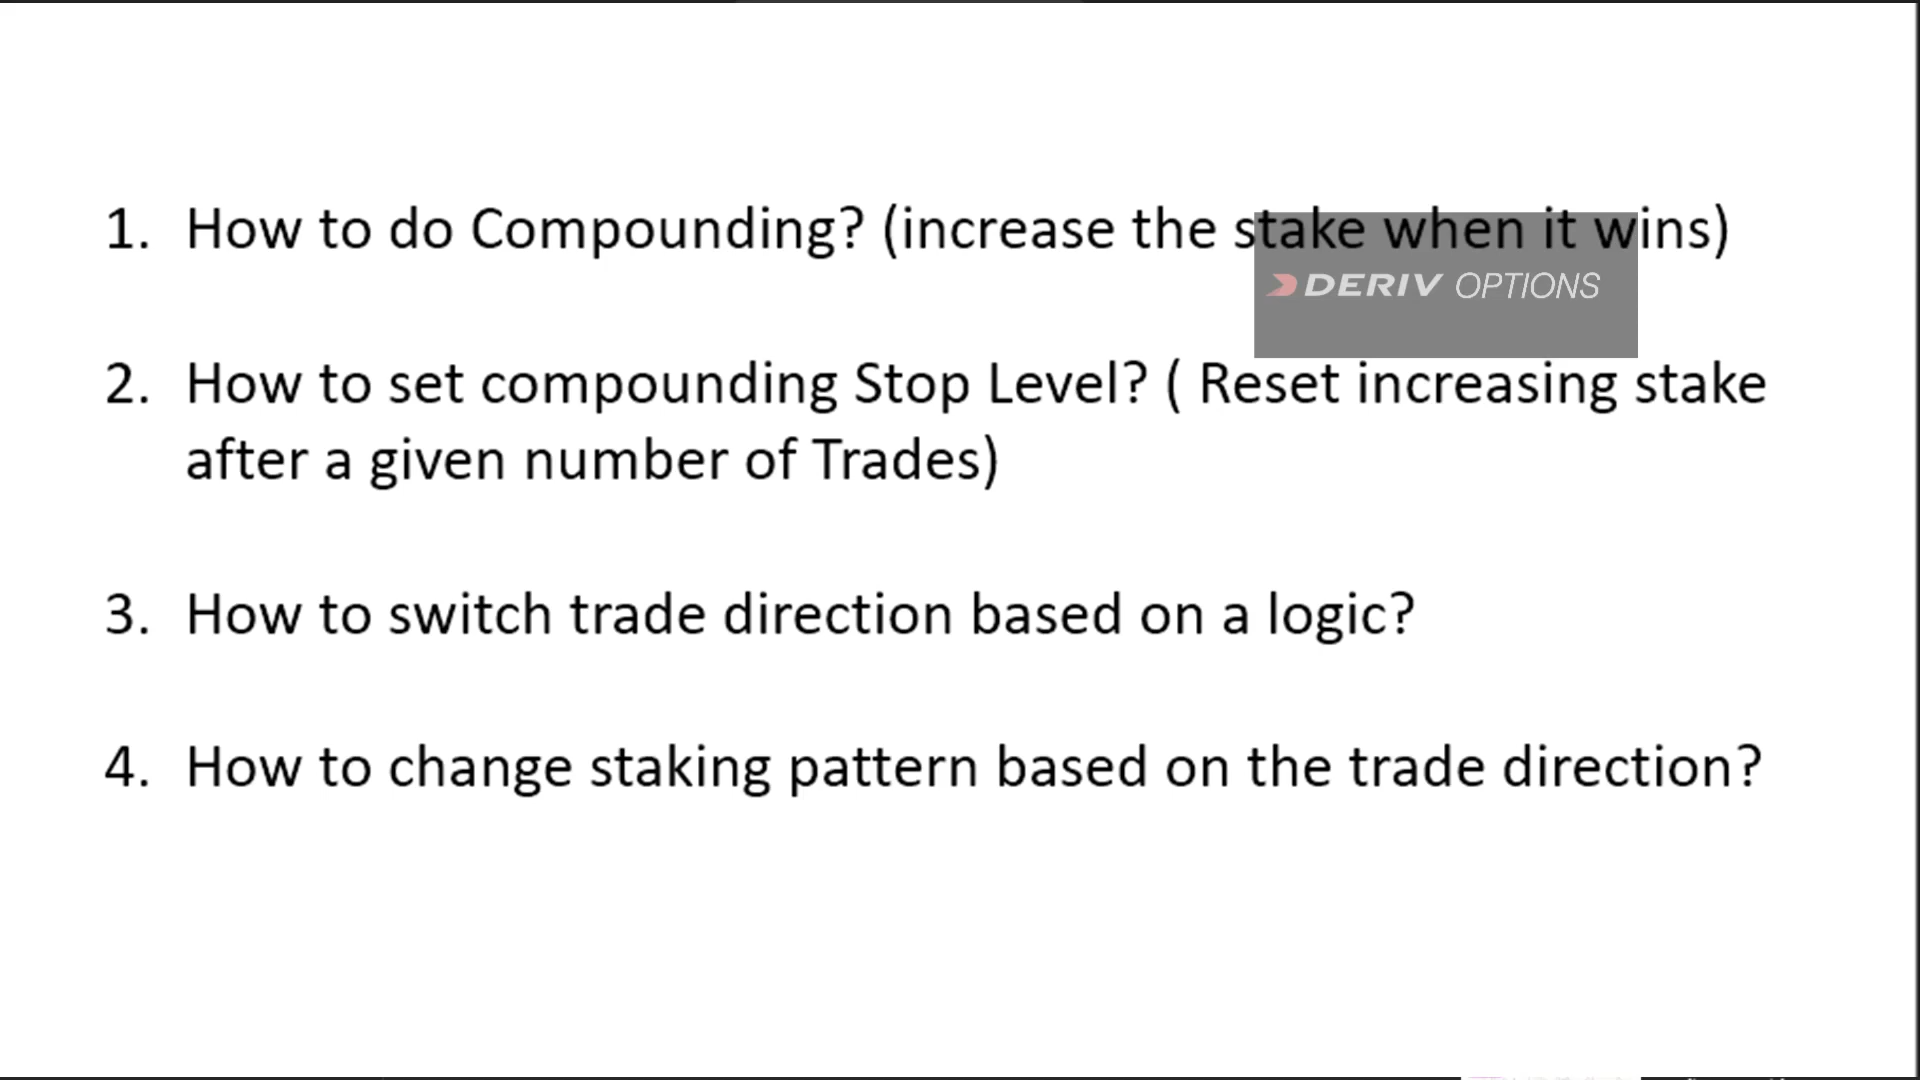 1. How to do Compounding? (increase the stake when it wins)
DERIV OPTIONS
2. How to set compounding Stop Level? ( Reset increasing stake
after a given number of Trades)
3. How to switch trade direction based on a logic?
4. How to change staking pattern based on the trade direction?